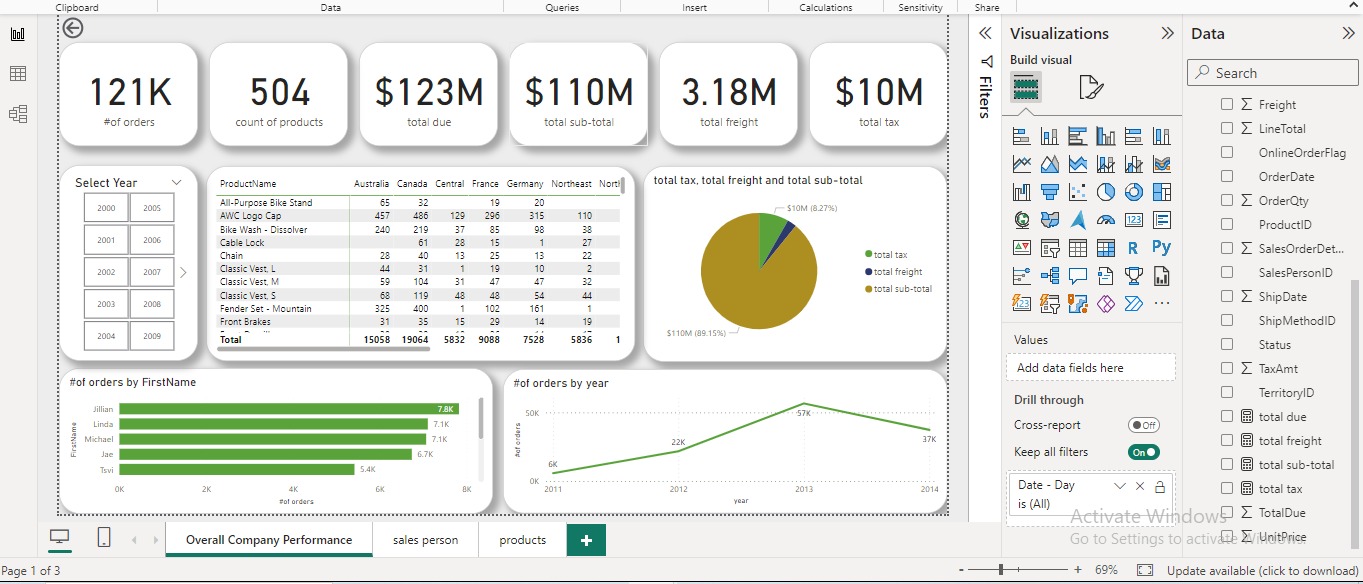 Clipboard Data Queries Insert Calculations Sensitivity Share
121K
#of orders
504
count of products
$123M
total due
$110M
total sub-total
3.18M
total freight
$10M
total tax
Select Year
2000 2005
2001 2006
2002 2007
2003 2008
2004 2009
ProductName Australia Canada Central France Germany Northeast North
All-Purpose Bike Stand 65 32 19 20
AWC Logo Cap 457 486 129 296 315 110
Bike Wash - Dissolver 240 219 37 85 98 38
Cable Lock 61 28 15 1 27
Chain 28 40 13 25 13 22
Classic Vest, L 44 31 1 19 10 2
Classic Vest, M 59 104 31 47 47 32
Classic Vest, S 68 119 48 48 54 44
Fender Set - Mountain 325 400 1 102 161 1
Front Brakes 31 35 15 29 14 19
Total 15058 19064 5832 9088 7528 5836 1
total tax, total freight and total sub-total
$10M (8.27%)
$110M (89.15%)
total tax
total freight
total sub-total
#of orders by FirstName
FirstName
Jillian 7.8K
Linda 7.1K
Michael 7.1K
Jae 6.7K
Tsvi 5.4K
0K 2K 4K 6K 8K
#of orders
#of orders by year
#of orders
50K
0K
6K
22K
57K
37K
2011 2012 2013 2014
year
Overall Company Performance sales person products +
Page 1 of 3
- + 69% Update available (click to download)
Filters
Visualizations
Build visual
123
R Py
123
...
Values
Add data fields here
Drill through
Cross-report Off
Keep all filters On
Date - Day
is (All)
Data
Search
Freight
LineTotal
OnlineOrderFlag
OrderDate
OrderQty
ProductID
SalesOrderDet...
SalesPersonID
ShipDate
ShipMethodID
Status
TaxAmt
TerritoryID
total due
total freight
total sub-total
total tax
TotalDue
UnitPrice
Activate Windows
Go to Settings to activate Windows.